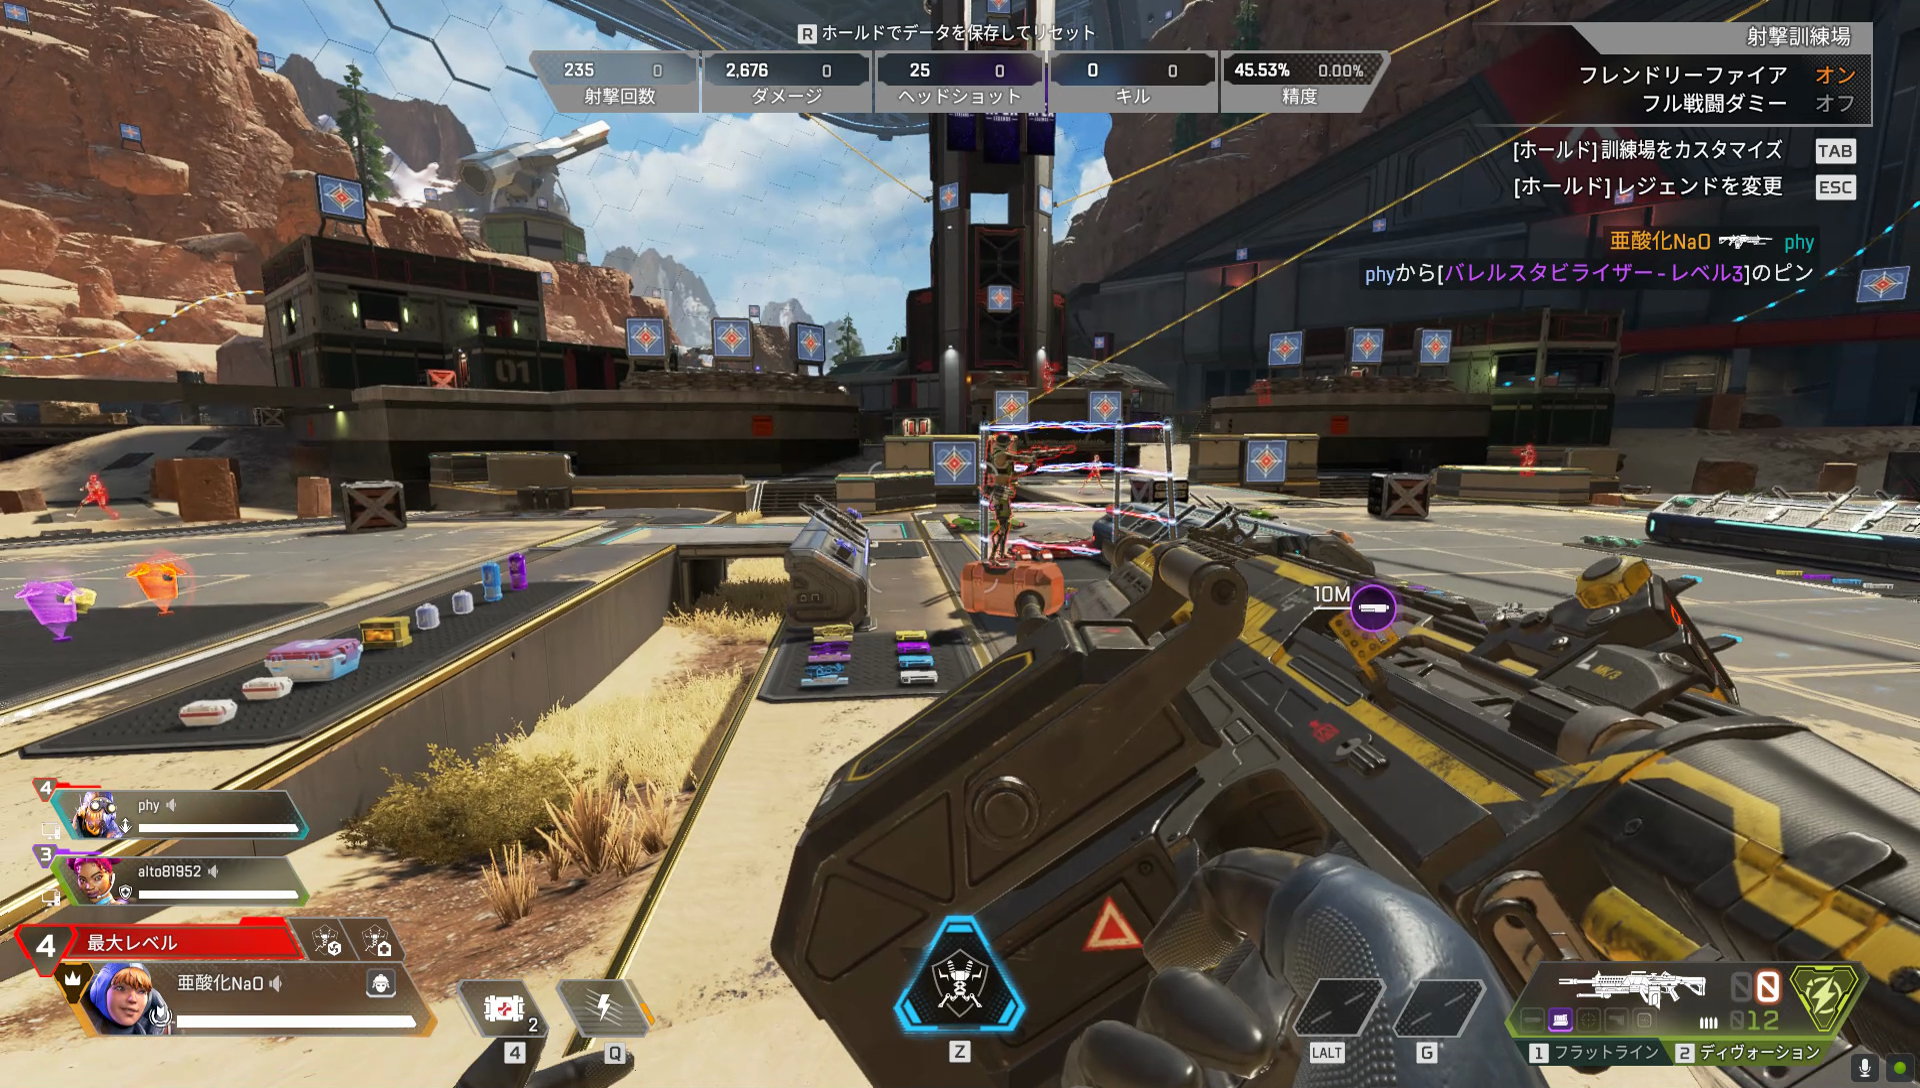 R ホールドでデータを保存してリセット
235 0 2,676 0 25 0 0 0 45.53% 0.00%
射撃回数 ダメージ ヘッドショット キル 精度
射撃訓練場
フレンドリーファイア オン
フル戦闘ダミー オフ
[ホールド]訓練場をカスタマイズ TAB
[ホールド]レジェンドを変更 ESC
亜酸化NaO phy
phyから[バレルスタビライザー - レベル3]のピン
01
10M
4
phy
3
alto81952
4 最大レベル
亜酸化NaO
2
4 Q Z LALT G
0 0
012
1 フラットライン 2 ディヴォーション